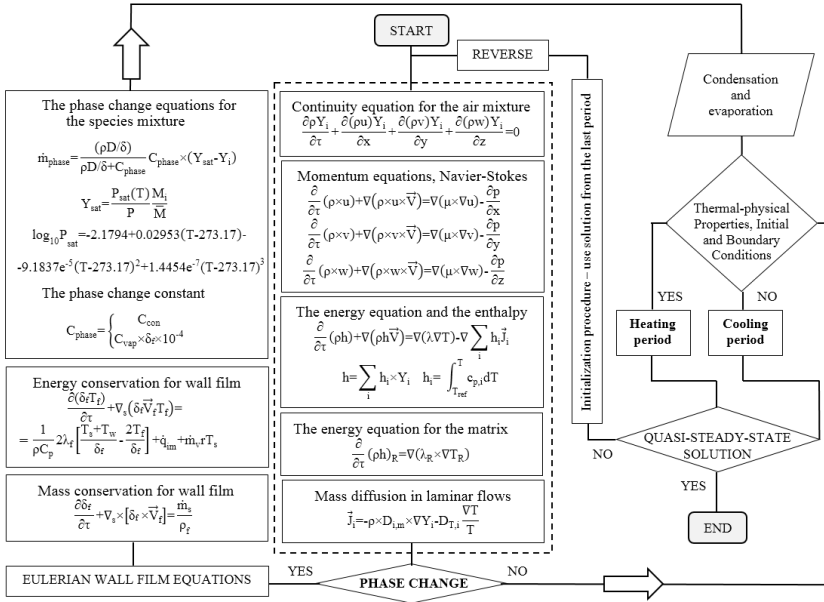 START
REVERSE
Initialization procedure – use solution from the last period
The phase change equations for
the species mixture
ṁphase=(ρD/δ)/(ρD/δ+Cphase) Cphase×(Ysat-Yi)
Ysat=Psat(T)/P Mi/M̅
log10Psat=-2.1794+0.02953(T-273.17)-
-9.1837e⁻⁵(T-273.17)²+1.4454e⁻⁷(T-273.17)³
The phase change constant
Cphase={Ccon
Cvap×δf×10⁻⁴
Energy conservation for wall film
∂(δfTf)/∂τ+∇s(δfV⃗fTf)=
=1/(ρCp) 2λf[(Ts+Tw)/δf-2Tf/δf]+q̇im+ṁvrTs
Mass conservation for wall film
∂δf/∂τ+∇s×[δf×V⃗f]=ṁs/ρf
EULERIAN WALL FILM EQUATIONS
Continuity equation for the air mixture
∂ρYi/∂τ+∂(ρu)Yi/∂x+∂(ρv)Yi/∂y+∂(ρw)Yi/∂z=0
Momentum equations, Navier-Stokes
∂/∂τ(ρ×u)+∇(ρ×u×V⃗)=∇(μ×∇u)-∂p/∂x
∂/∂τ(ρ×v)+∇(ρ×v×V⃗)=∇(μ×∇v)-∂p/∂y
∂/∂τ(ρ×w)+∇(ρ×w×V⃗)=∇(μ×∇w)-∂p/∂z
The energy equation and the enthalpy
∂/∂τ(ρh)+∇(ρhV⃗)=∇(λ∇T)-∇∑i hiJ⃗i
h=∑i hi×Yi hi=∫Tref^T cp,idT
The energy equation for the matrix
∂/∂τ(ρh)R=∇(λR×∇TR)
Mass diffusion in laminar flows
J⃗i=-ρ×Di,m×∇Yi-DT,i ∇T/T
YES
PHASE CHANGE
NO
Condensation
and
evaporation
Thermal-physical
Properties, Initial
and Boundary
Conditions
YES
NO
Heating
period
Cooling
period
QUASI-STEADY-STATE
SOLUTION
NO
YES
END